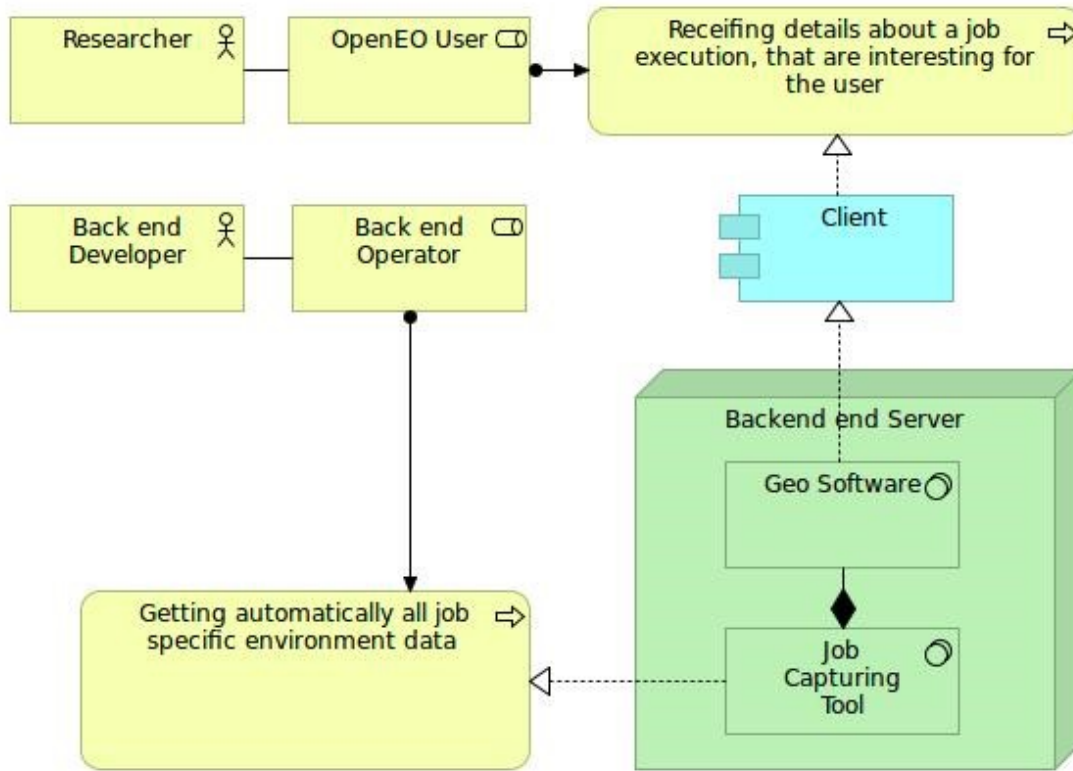 Researcher
OpenEO User
Receifing details about a job
execution, that are interesting for
the user
Back end
Developer
Back end
Operator
Client
Backend end Server
Geo Software
Getting automatically all job
specific environment data
Job
Capturing
Tool